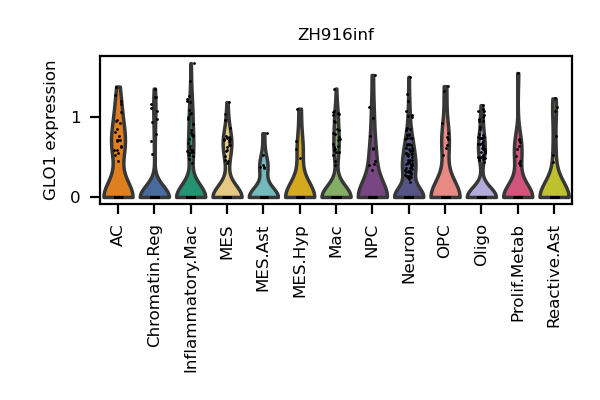 ZH916inf
GLO1 expression
1
0
AC
Chromatin.Reg
Inflammatory.Mac
MES
MES.Ast
MES.Hyp
Mac
NPC
Neuron
OPC
Oligo
Prolif.Metab
Reactive.Ast